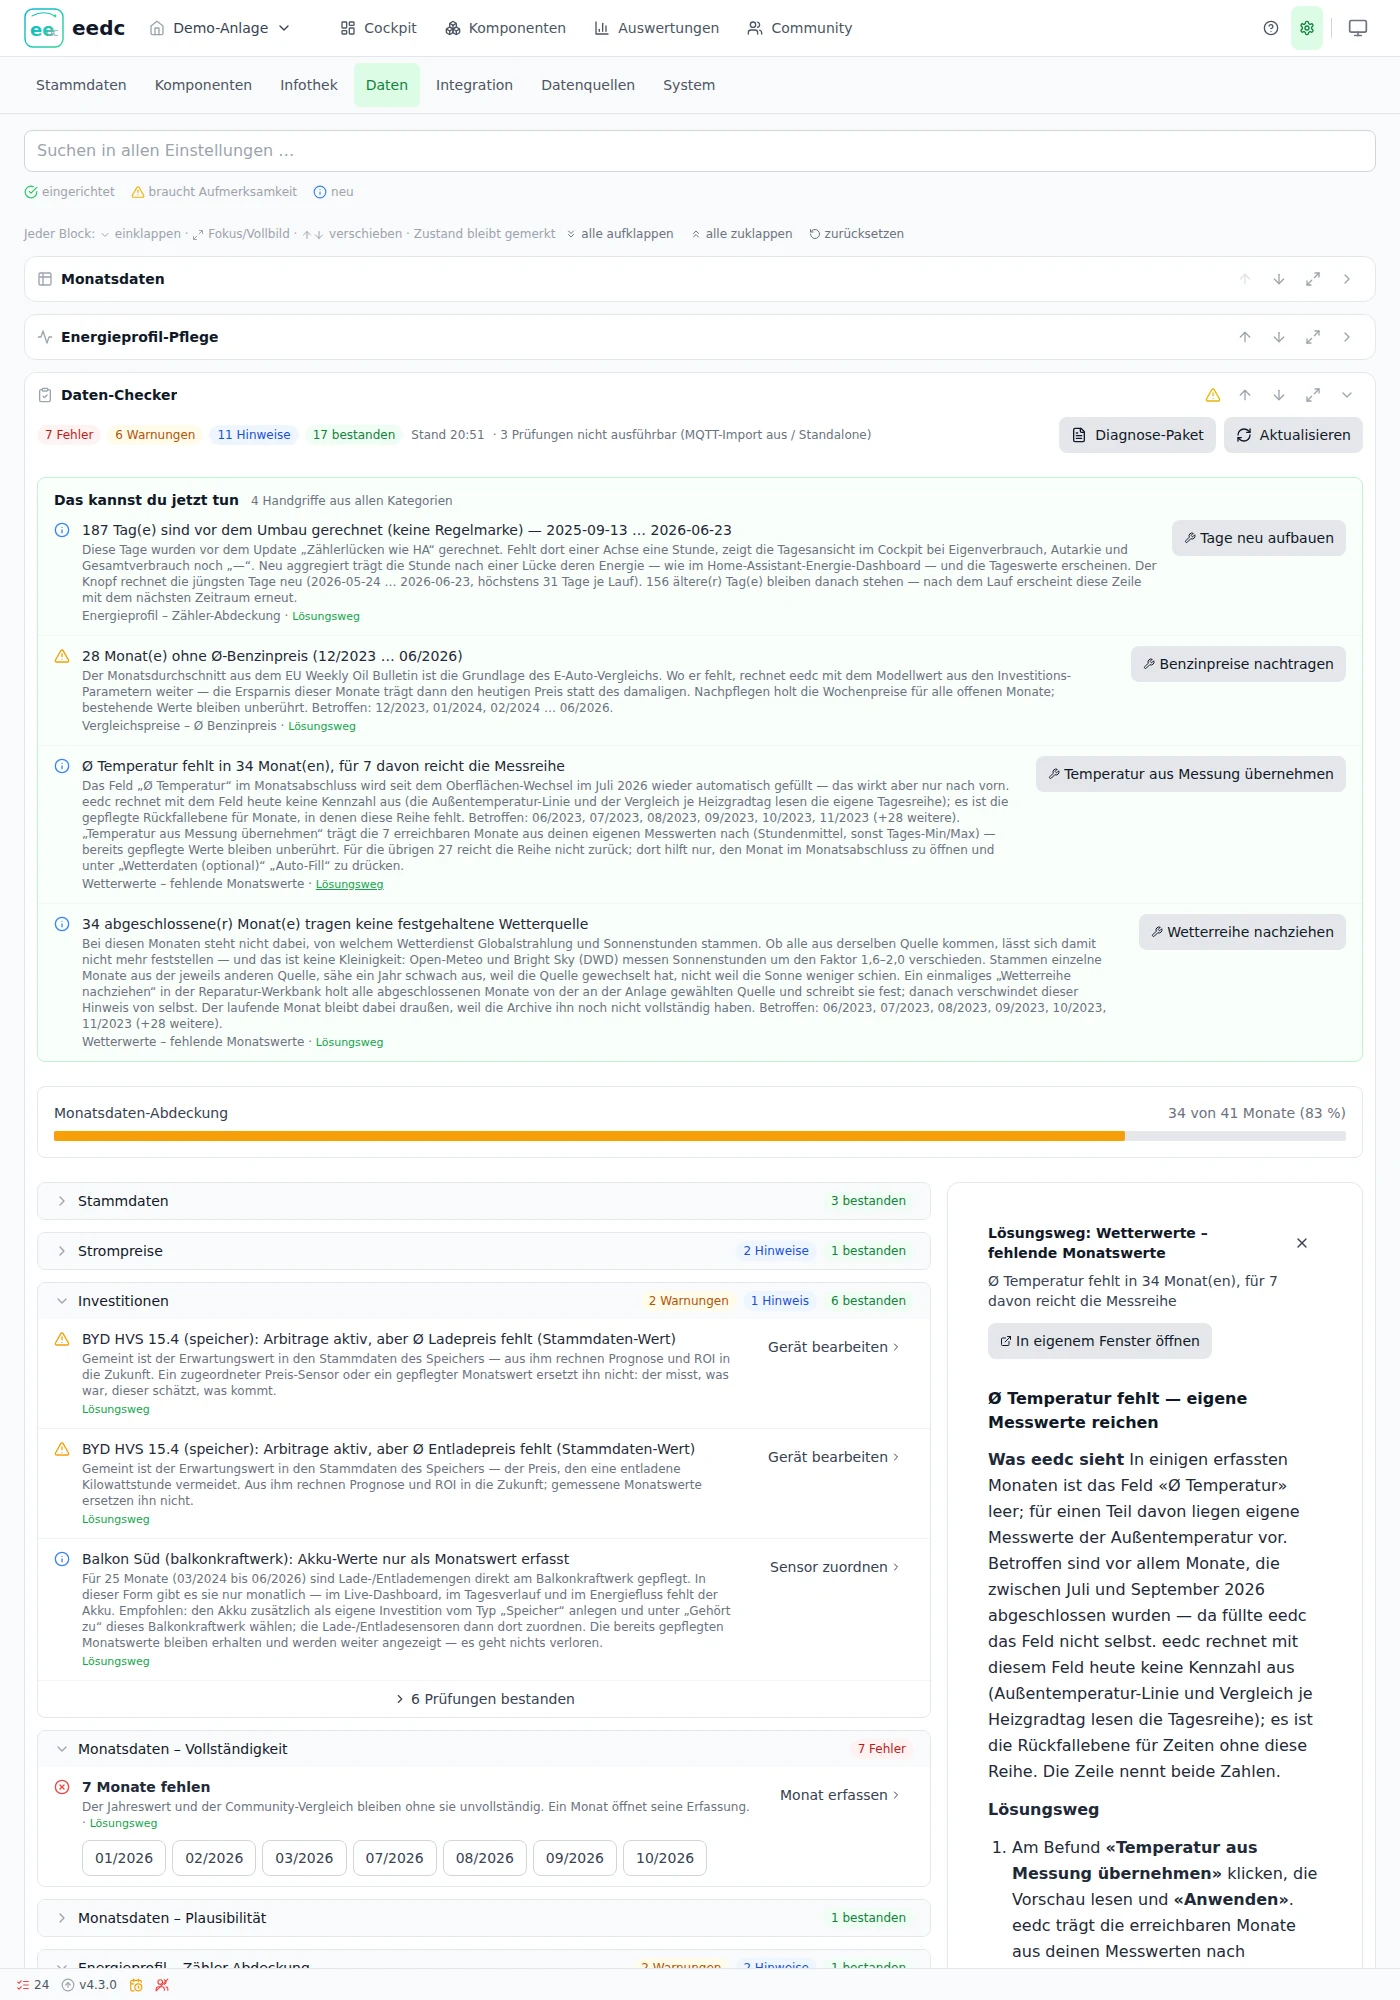 eedc
Demo-Anlage
Cockpit
Komponenten
Auswertungen
Community
Stammdaten
Komponenten
Infothek
Daten
Integration
Datenquellen
System
Suchen in allen Einstellungen …
eingerichtet
braucht Aufmerksamkeit
neu
Jeder Block: einklappen · Fokus/Vollbild · verschieben · Zustand bleibt gemerkt
alle aufklappen
alle zuklappen
zurücksetzen
Monatsdaten
Energieprofil-Pflege
Daten-Checker
7 Fehler
6 Warnungen
11 Hinweise
17 bestanden
Stand 20:51 · 3 Prüfungen nicht ausführbar (MQTT-Import aus / Standalone)
Diagnose-Paket
Aktualisieren
Das kannst du jetzt tun
4 Handgriffe aus allen Kategorien
187 Tag(e) sind vor dem Umbau gerechnet (keine Regelmarke) — 2025-09-13 … 2026-06-23
Diese Tage wurden vor dem Update „Zählerlücken wie HA“ gerechnet. Fehlt dort einer Achse eine Stunde, zeigt die Tagesansicht im Cockpit bei Eigenverbrauch, Autarkie und
Gesamtverbrauch noch „—“. Neu aggregiert trägt die Stunde nach einer Lücke deren Energie — wie im Home-Assistant-Energie-Dashboard — und die Tageswerte erscheinen. Der
Knopf rechnet die jüngsten Tage neu (2026-05-24 … 2026-06-23, höchstens 31 Tage je Lauf). 156 ältere(r) Tag(e) bleiben danach stehen — nach dem Lauf erscheint diese Zeile
mit dem nächsten Zeitraum erneut.
Energieprofil – Zähler-Abdeckung · Lösungsweg
Tage neu aufbauen
28 Monat(e) ohne Ø-Benzinpreis (12/2023 … 06/2026)
Der Monatsdurchschnitt aus dem EU Weekly Oil Bulletin ist die Grundlage des E-Auto-Vergleichs. Wo er fehlt, rechnet eedc mit dem Modellwert aus den Investitions-
Parametern weiter — die Ersparnis dieser Monate trägt dann den heutigen Preis statt des damaligen. Nachpflegen holt die Wochenpreise für alle offenen Monate;
bestehende Werte bleiben unberührt. Betroffen: 12/2023, 01/2024, 02/2024 … 06/2026.
Vergleichspreise – Ø Benzinpreis · Lösungsweg
Benzinpreise nachtragen
Ø Temperatur fehlt in 34 Monat(en), für 7 davon reicht die Messreihe
Das Feld „Ø Temperatur“ im Monatsabschluss wird seit dem Oberflächen-Wechsel im Juli 2026 wieder automatisch gefüllt — das wirkt aber nur nach vorn.
eedc rechnet mit dem Feld heute keine Kennzahl aus (die Außentemperatur-Linie und der Vergleich je Heizgradtag lesen die eigene Tagesreihe); es ist die
gepflegte Rückfallebene für Monate, in denen diese Reihe fehlt. Betroffen: 06/2023, 07/2023, 08/2023, 09/2023, 10/2023, 11/2023 (+28 weitere).
„Temperatur aus Messung übernehmen“ trägt die 7 erreichbaren Monate aus deinen eigenen Messwerten nach (Stundenmittel, sonst Tages-Min/Max) —
bereits gepflegte Werte bleiben unberührt. Für die übrigen 27 reicht die Reihe nicht zurück; dort hilft nur, den Monat im Monatsabschluss zu öffnen und
unter „Wetterdaten (optional)“ „Auto-Fill“ zu drücken.
Wetterwerte – fehlende Monatswerte · Lösungsweg
Temperatur aus Messung übernehmen
34 abgeschlossene(r) Monat(e) tragen keine festgehaltene Wetterquelle
Bei diesen Monaten steht nicht dabei, von welchem Wetterdienst Globalstrahlung und Sonnenstunden stammen. Ob alle aus derselben Quelle kommen, lässt sich damit
nicht mehr feststellen — und das ist keine Kleinigkeit: Open-Meteo und Bright Sky (DWD) messen Sonnenstunden um den Faktor 1,6–2,0 verschieden. Stammen einzelne
Monate aus der jeweils anderen Quelle, sähe ein Jahr schwach aus, weil die Quelle gewechselt hat, nicht weil die Sonne weniger schien. Ein einmaliges „Wetterreihe
nachziehen“ in der Reparatur-Werkbank holt alle abgeschlossenen Monate von der an der Anlage gewählten Quelle und schreibt sie fest; danach verschwindet dieser
Hinweis von selbst. Der laufende Monat bleibt dabei draußen, weil die Archive ihn noch nicht vollständig haben. Betroffen: 06/2023, 07/2023, 08/2023, 09/2023, 10/2023,
11/2023 (+28 weitere).
Wetterwerte – fehlende Monatswerte · Lösungsweg
Wetterreihe nachziehen
Monatsdaten-Abdeckung
34 von 41 Monate (83 %)
Stammdaten
3 bestanden
Strompreise
2 Hinweise
1 bestanden
Investitionen
2 Warnungen
1 Hinweis
6 bestanden
BYD HVS 15.4 (speicher): Arbitrage aktiv, aber Ø Ladepreis fehlt (Stammdaten-Wert)
Gemeint ist der Erwartungswert in den Stammdaten des Speichers — aus ihm rechnen Prognose und ROI in
die Zukunft. Ein zugeordneter Preis-Sensor oder ein gepflegter Monatswert ersetzt ihn nicht: der misst, was
war, dieser schätzt, was kommt.
Lösungsweg
Gerät bearbeiten
BYD HVS 15.4 (speicher): Arbitrage aktiv, aber Ø Entladepreis fehlt (Stammdaten-Wert)
Gemeint ist der Erwartungswert in den Stammdaten des Speichers — der Preis, den eine entladene
Kilowattstunde vermeidet. Aus ihm rechnen Prognose und ROI in die Zukunft; gemessene Monatswerte
ersetzen ihn nicht.
Lösungsweg
Gerät bearbeiten
Balkon Süd (balkonkraftwerk): Akku-Werte nur als Monatswert erfasst
Für 25 Monate (03/2024 bis 06/2026) sind Lade-/Entlademengen direkt am Balkonkraftwerk gepflegt. In
dieser Form gibt es sie nur monatlich — im Live-Dashboard, im Tagesverlauf und im Energiefluss fehlt der
Akku. Empfohlen: den Akku zusätzlich als eigene Investition vom Typ „Speicher“ anlegen und unter „Gehört
zu“ dieses Balkonkraftwerk wählen; die Lade-/Entladesensoren dann dort zuordnen. Die bereits gepflegten
Monatswerte bleiben erhalten und werden weiter angezeigt — es geht nichts verloren.
Lösungsweg
Sensor zuordnen
6 Prüfungen bestanden
Monatsdaten – Vollständigkeit
7 Fehler
7 Monate fehlen
Der Jahreswert und der Community-Vergleich bleiben ohne sie unvollständig. Ein Monat öffnet seine Erfassung.
· Lösungsweg
Monat erfassen
01/2026
02/2026
03/2026
07/2026
08/2026
09/2026
10/2026
Monatsdaten – Plausibilität
1 bestanden
Energieprofil – Zähler-Abdeckung
2 Warnungen
2 Hinweise
1 bestanden
Lösungsweg: Wetterwerte –
fehlende Monatswerte
Ø Temperatur fehlt in 34 Monat(en), für 7
davon reicht die Messreihe
In eigenem Fenster öffnen
Ø Temperatur fehlt — eigene
Messwerte reichen
Was eedc sieht In einigen erfassten
Monaten ist das Feld «Ø Temperatur»
leer; für einen Teil davon liegen eigene
Messwerte der Außentemperatur vor.
Betroffen sind vor allem Monate, die
zwischen Juli und September 2026
abgeschlossen wurden — da füllte eedc
das Feld nicht selbst. eedc rechnet mit
diesem Feld heute keine Kennzahl aus
(Außentemperatur-Linie und Vergleich je
Heizgradtag lesen die Tagesreihe); es ist
die Rückfallebene für Zeiten ohne diese
Reihe. Die Zeile nennt beide Zahlen.
Lösungsweg
1. Am Befund «Temperatur aus
Messung übernehmen» klicken, die
Vorschau lesen und «Anwenden».
eedc trägt die erreichbaren Monate
aus deinen Messwerten nach
24
v4.3.0